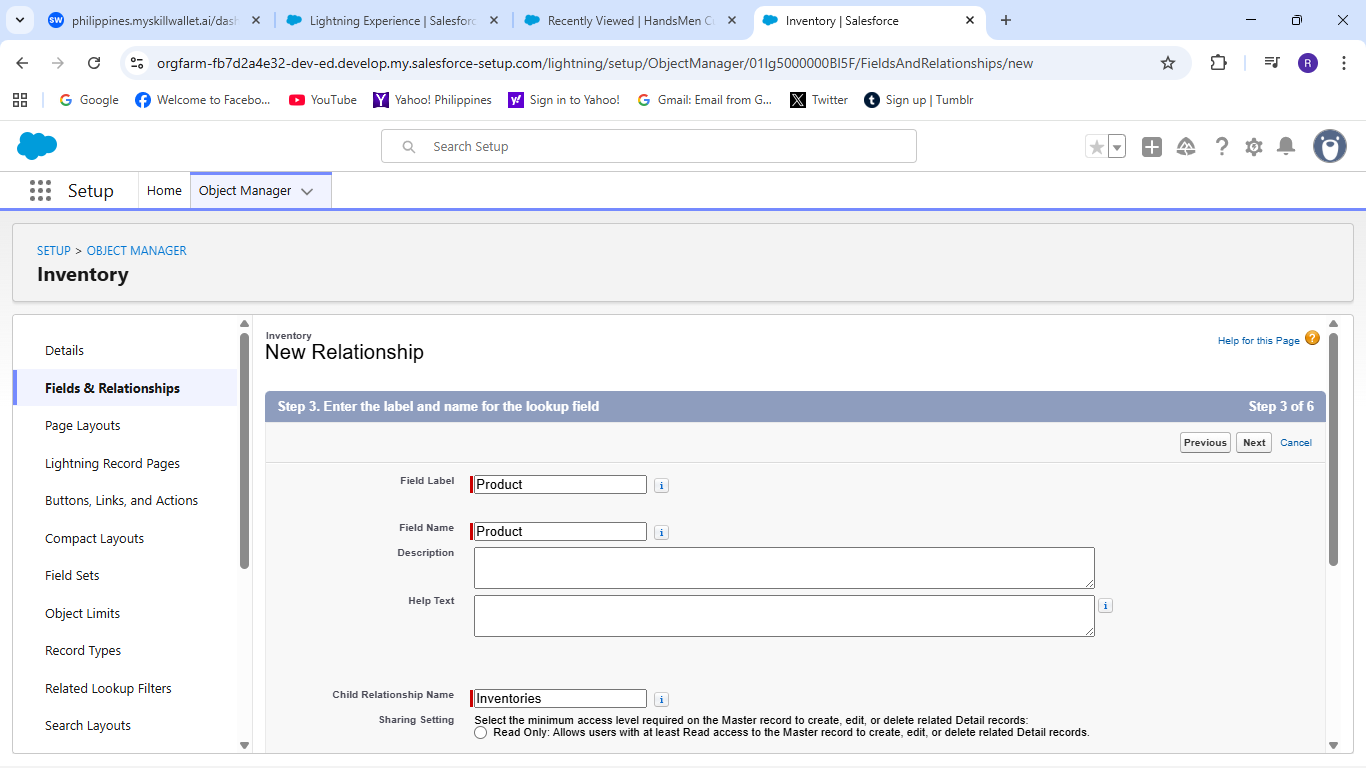 SW philippines.myskillwallet.ai/dash
Lightning Experience | Salesforc
Recently Viewed | HandsMen C
Inventory | Salesforce
orgfarm-fb7d2a4e32-dev-ed.develop.my.salesforce-setup.com/lightning/setup/ObjectManager/01Ig5000000BI5F/FieldsAndRelationships/new
R
Google
Welcome to Facebo...
YouTube
Yahoo! Philippines
Sign in to Yahoo!
Gmail: Email from G...
Twitter
Sign up | Tumblr
Search Setup
Setup
Home
Object Manager
SETUP > OBJECT MANAGER
Inventory
Details
Fields & Relationships
Page Layouts
Lightning Record Pages
Buttons, Links, and Actions
Compact Layouts
Field Sets
Object Limits
Record Types
Related Lookup Filters
Search Layouts
Inventory
New Relationship
Help for this Page ?
Step 3. Enter the label and name for the lookup field
Step 3 of 6
Previous
Next
Cancel
Field Label
Product
i
Field Name
Product
i
Description
Help Text
i
Child Relationship Name
Inventories
i
Sharing Setting
Select the minimum access level required on the Master record to create, edit, or delete related Detail records:
Read Only: Allows users with at least Read access to the Master record to create, edit, or delete related Detail records.